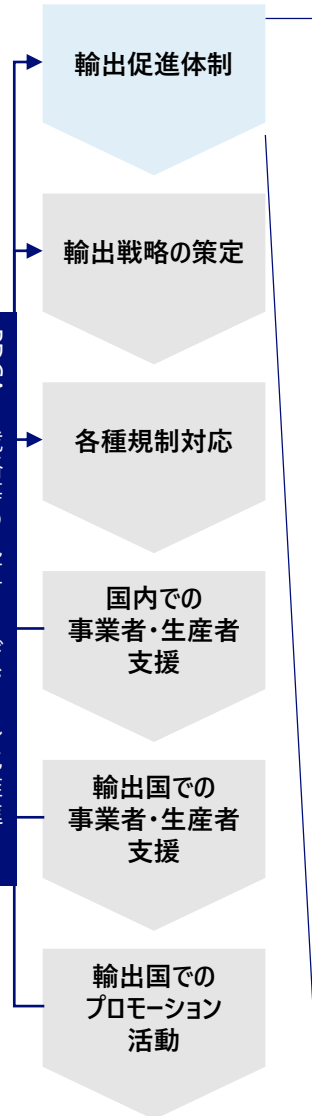 輸出促進体制
輸出戦略の策定
各種規制対応
国内での
事業者・生産者
支援
輸出国での
事業者・生産者
支援
輸出国での
プロモーション
活動